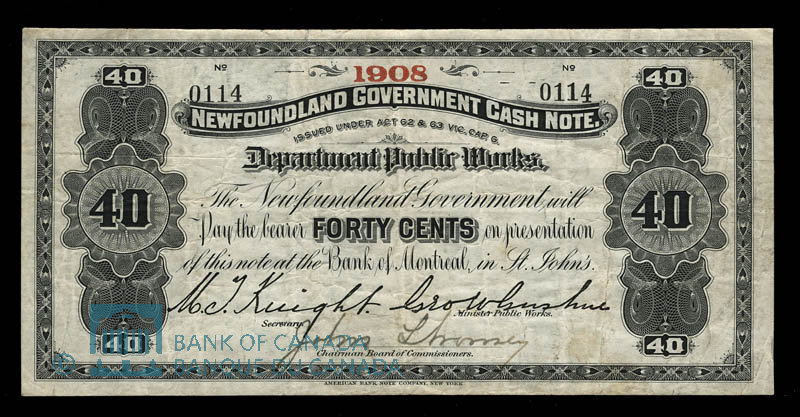 40 Nº 1908 Nº 40
0114 0114
NEWFOUNDLAND GOVERNMENT CASH NOTE.
ISSUED UNDER ACT 62 & 63 VIC. CAP. 6.
Department Public Works.
The Newfoundland Government will
40 Pay the bearer FORTY CENTS on presentation 40
of this note at the Bank of Montreal, in St. John's.
M. J. Knight. Geo W Gushue
Secretary. Minister Public Works.
BANK OF CANADA
40 BANQUE DU CANADA 40
Chairman Board of Commissioners.
AMERICAN BANK NOTE COMPANY, NEW YORK